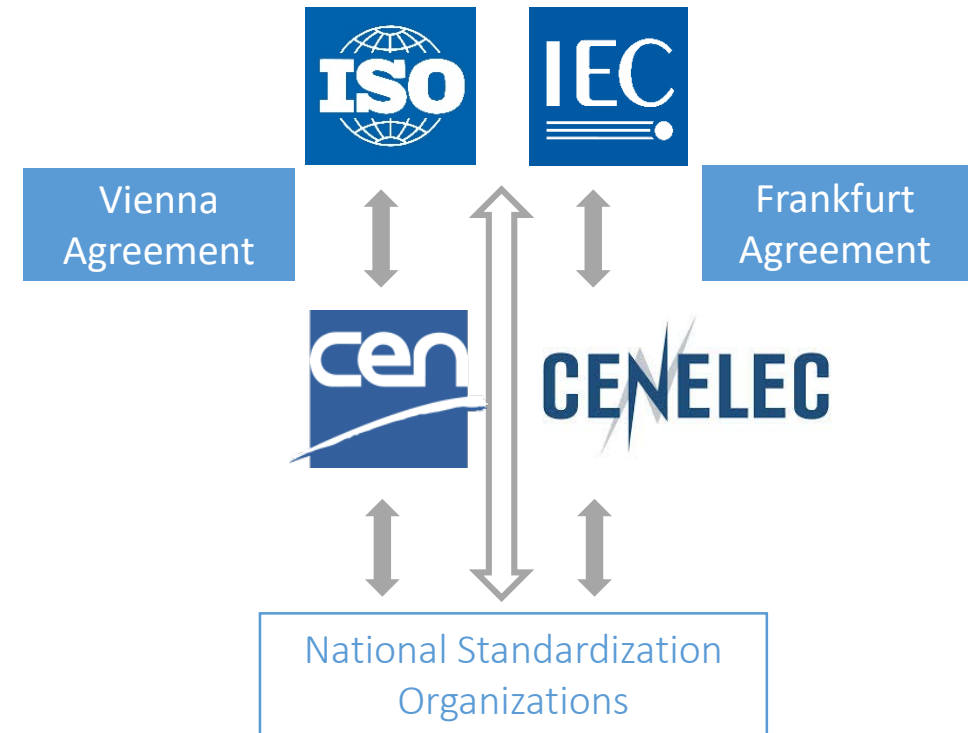 ISO
IEC
Vienna
Agreement
Frankfurt
Agreement
cen
CENELEC
National Standardization
Organizations